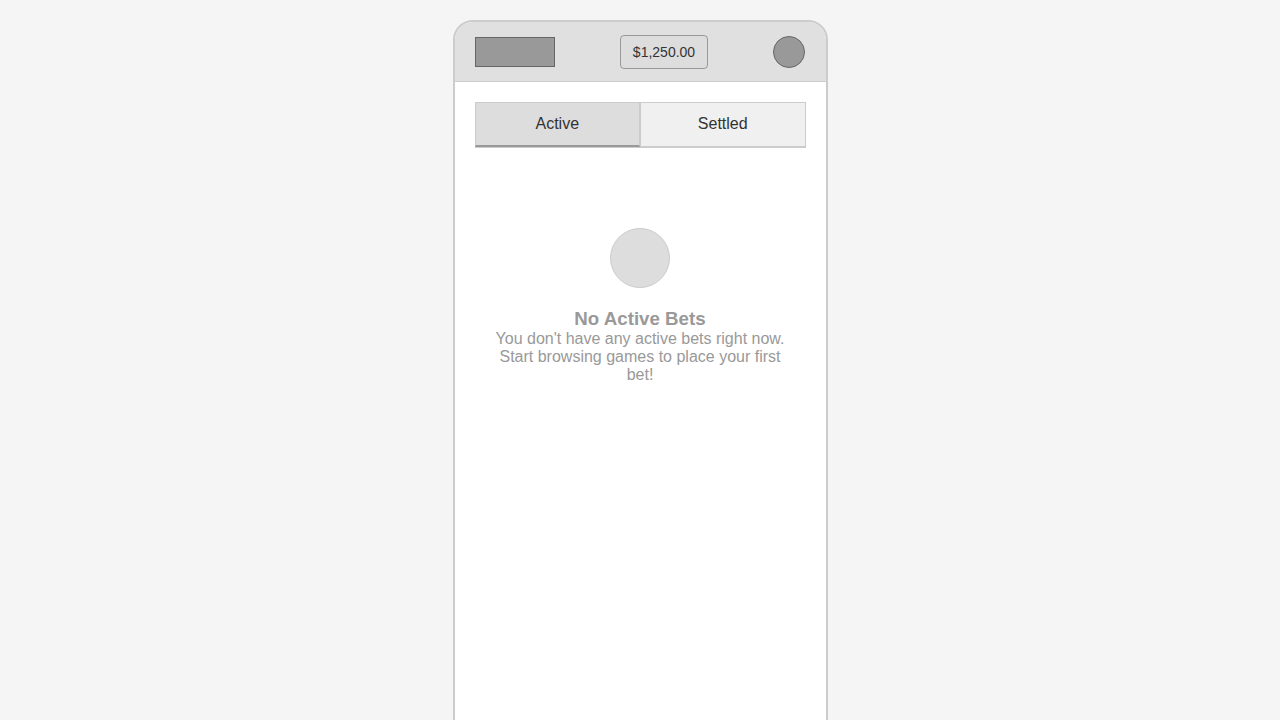 $1,250.00
Active
Settled
No Active Bets
You don't have any active bets right now.
Start browsing games to place your first
bet!